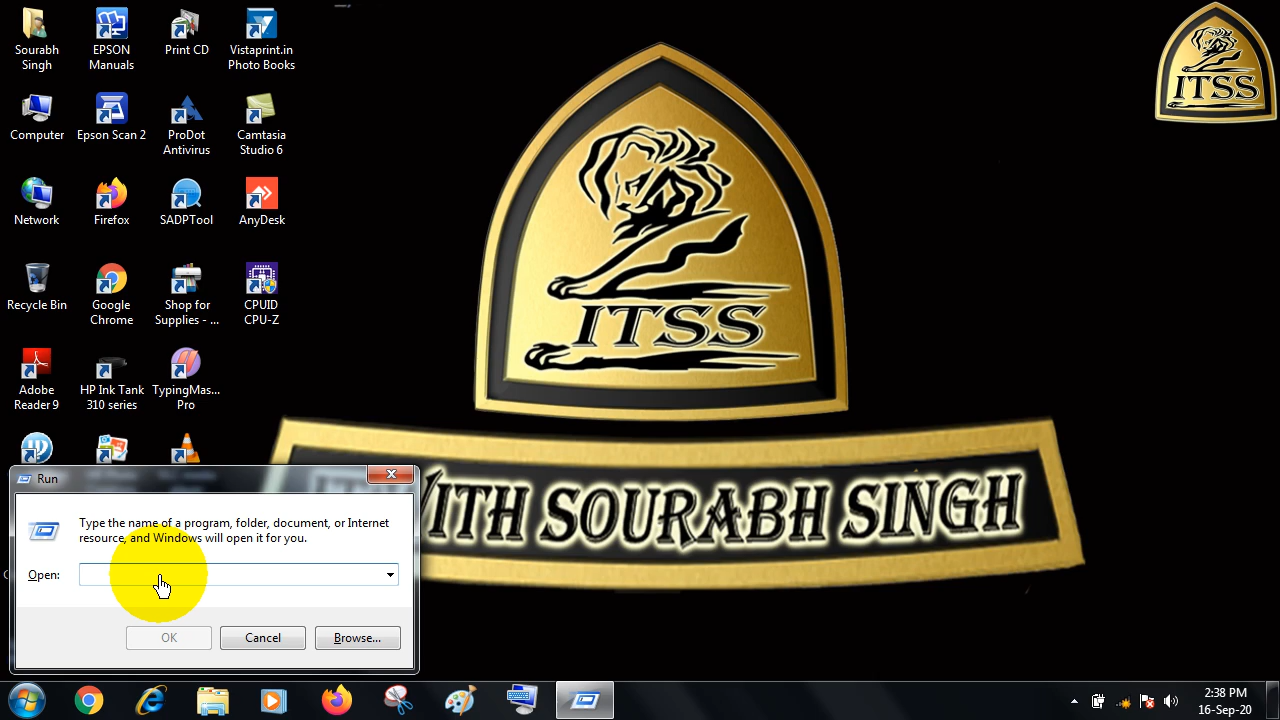 Sourabh
Singh
EPSON
Manuals
Print CD
Vistaprint.in
Photo Books
Computer
Epson Scan 2
ProDot
Antivirus
Camtasia
Studio 6
Network
Firefox
SADPTool
AnyDesk
Recycle Bin
Google
Chrome
Shop for
Supplies - ...
CPUID
CPU-Z
Adobe
Reader 9
HP Ink Tank
310 series
TypingMas...
Pro
ITSS
ITSS
WITH SOURABH SINGH
Run
Type the name of a program, folder, document, or Internet
resource, and Windows will open it for you.
Open:
OK
Cancel
Browse...
2:38 PM
16-Sep-20